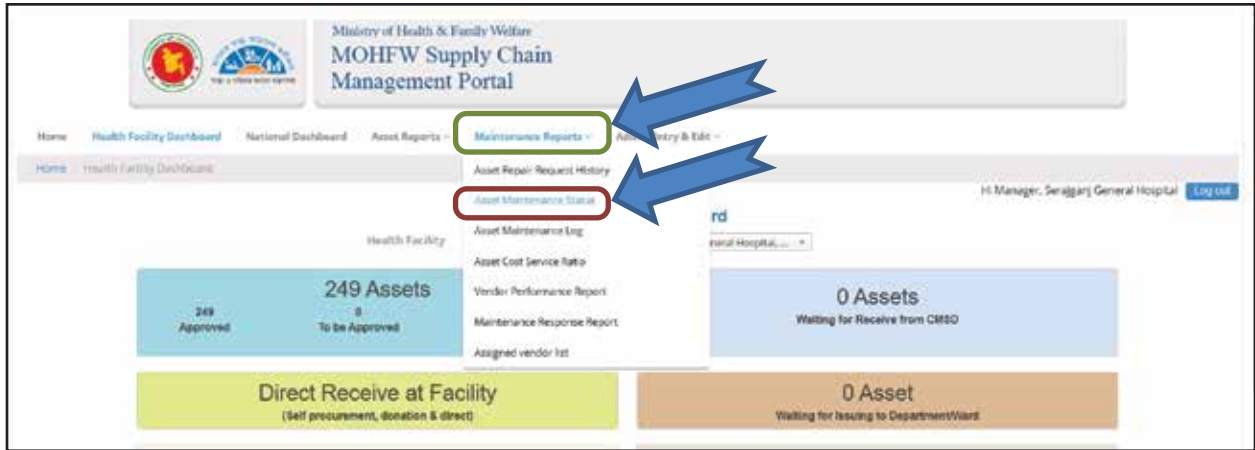 Ministry of Health & Family Welfare
MOHFW Supply Chain
Management Portal
Home Health Facility Dashboard National Dashboard Asset Reports Maintenance Reports Entry & Edit
Home Health Facility Dashboard
Asset Repair Request History
Hi Manager, Serajganj General Hospital Log out
Asset Maintenance Status
rd
Asset Maintenance Log
Health Facility
General Hospital, ...
Asset Cost Service Ratio
249 Assets
249
Approved
0
To be Approved
Vendor Performance Report
Maintenance Response Report
Assigned vendor list
0 Assets
Waiting for Receive from CMSD
Direct Receive at Facility
(Self procurement, donation & direct)
0 Asset
Waiting for Issuing to Department/Ward